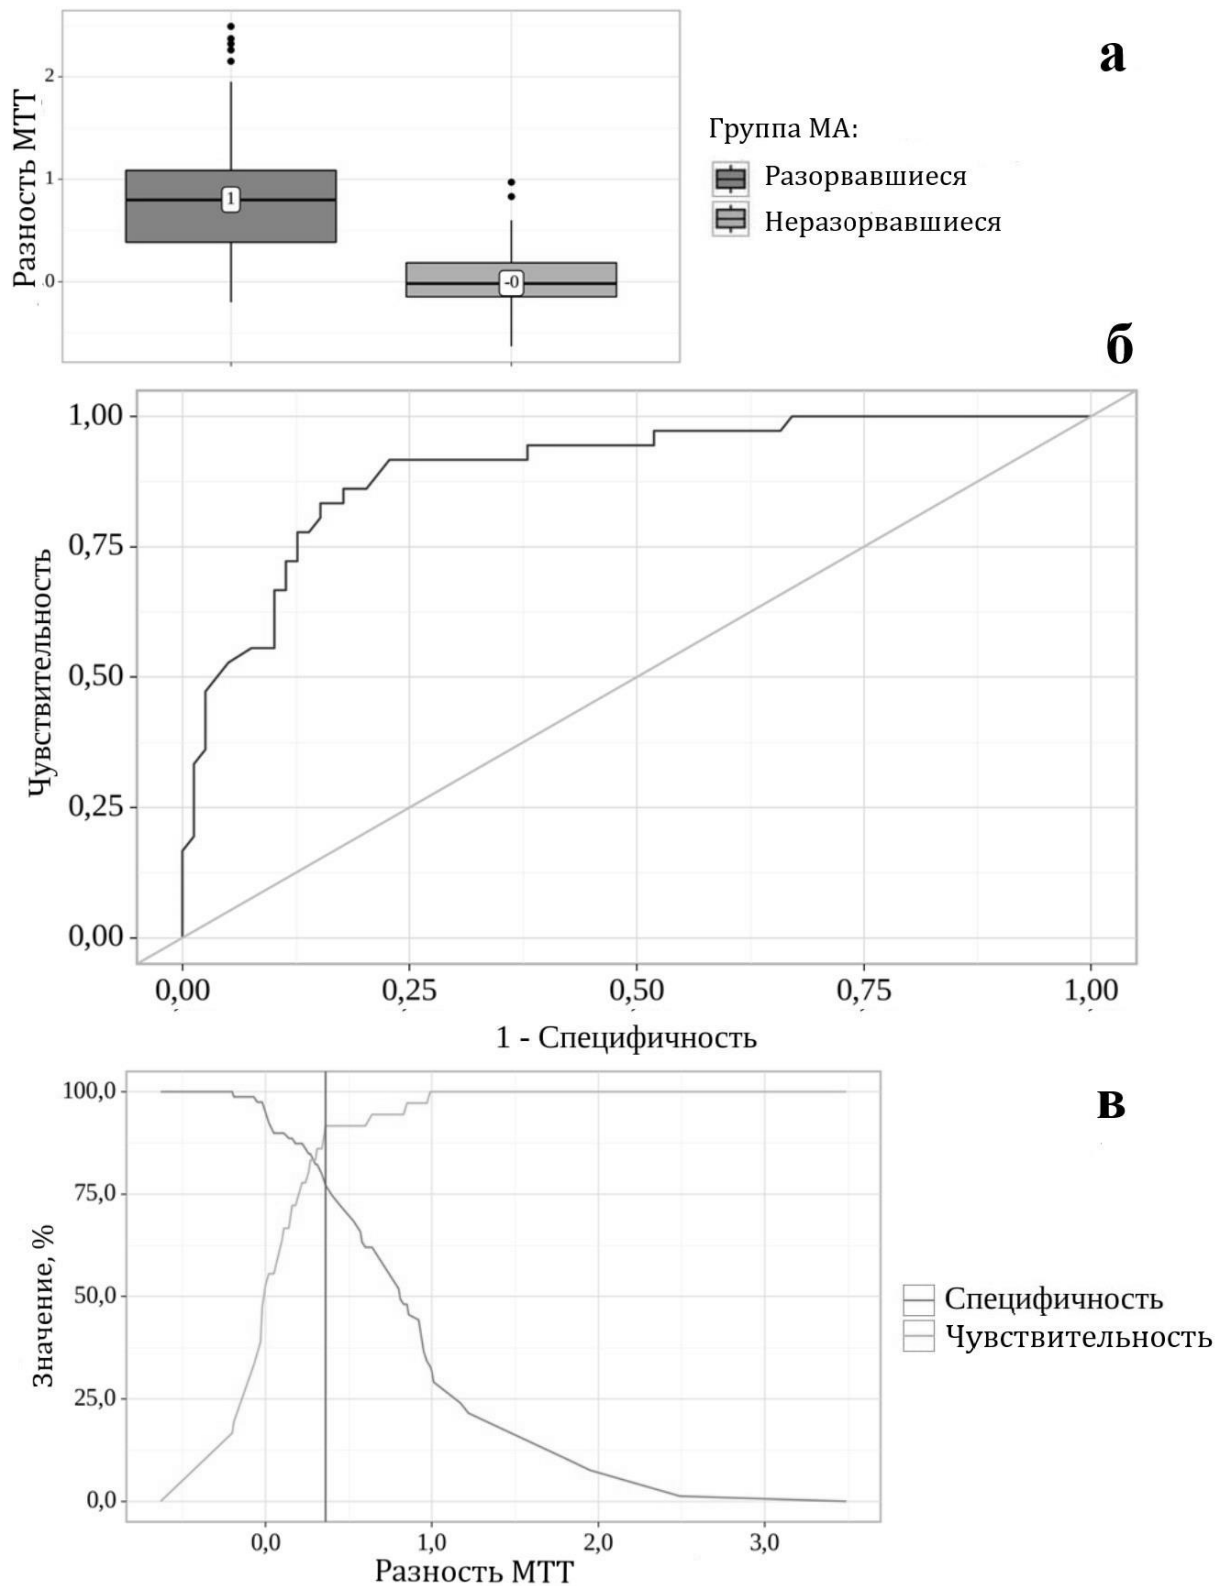 а
2
1
0
Разность МТТ
1
-0
Группа МА:
Разорвавшиеся
Неразорвавшиеся
б
1,00
0,75
0,50
0,25
0,00
Чувствительность
0,00 0,25 0,50 0,75 1,00
1 - Специфичность
в
100,0
75,0
50,0
25,0
0,0
Значение, %
0,0 1,0 2,0 3,0
Разность МТТ
Специфичность
Чувствительность